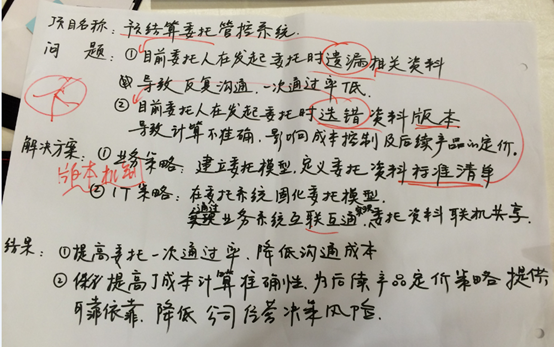 项目名称：预结算委托管控系统.
问 题：①目前委托人在发起委托时遗漏相关资料
导致反复沟通，一次通过率低.
②目前委托人在发起委托时送错资料版本
导致计算不准确，影响成本控制及后续产品的定价.
解决方案：①业务策略：建立委托模型，定义委托资料标准清单
版本机制
②IT策略：在委托系统固化委托模型.
通过业务系统互联互通，实现委托资料联机共享.
结果：①提高委托一次通过率，降低沟通成本
②提高了成本计算准确性，为后续产品定价策略提供
可靠依靠，降低公司经营决策风险.